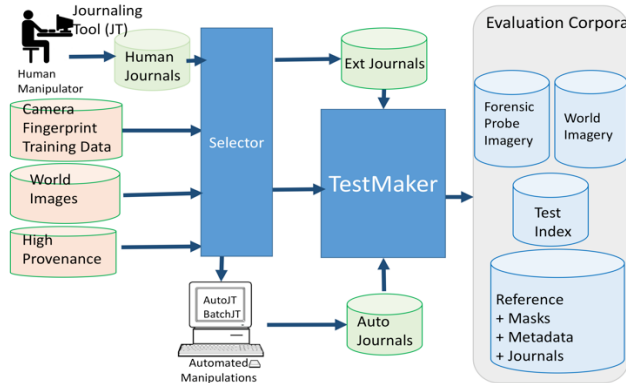 Journaling
Tool (JT)
Human
Manipulator
Human
Journals
Ext Journals
Evaluation Corpora
Camera
Fingerprint
Training Data
World
Images
High
Provenance
Selector
TestMaker
AutoJT
BatchJT
Automated
Manipulations
Auto
Journals
Forensic
Probe
Imagery
World
Imagery
Test
Index
Reference
+ Masks
+ Metadata
+ Journals